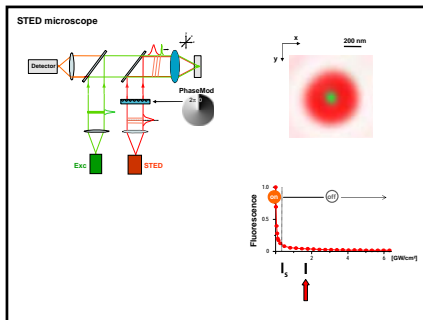 STED microscope
Detector
PhaseMod
2π 0
Exc
STED
x
y
200 nm
Fluorescence
1.0
0.5
0
on
off
2
4
6
[GW/cm²]
Is
I